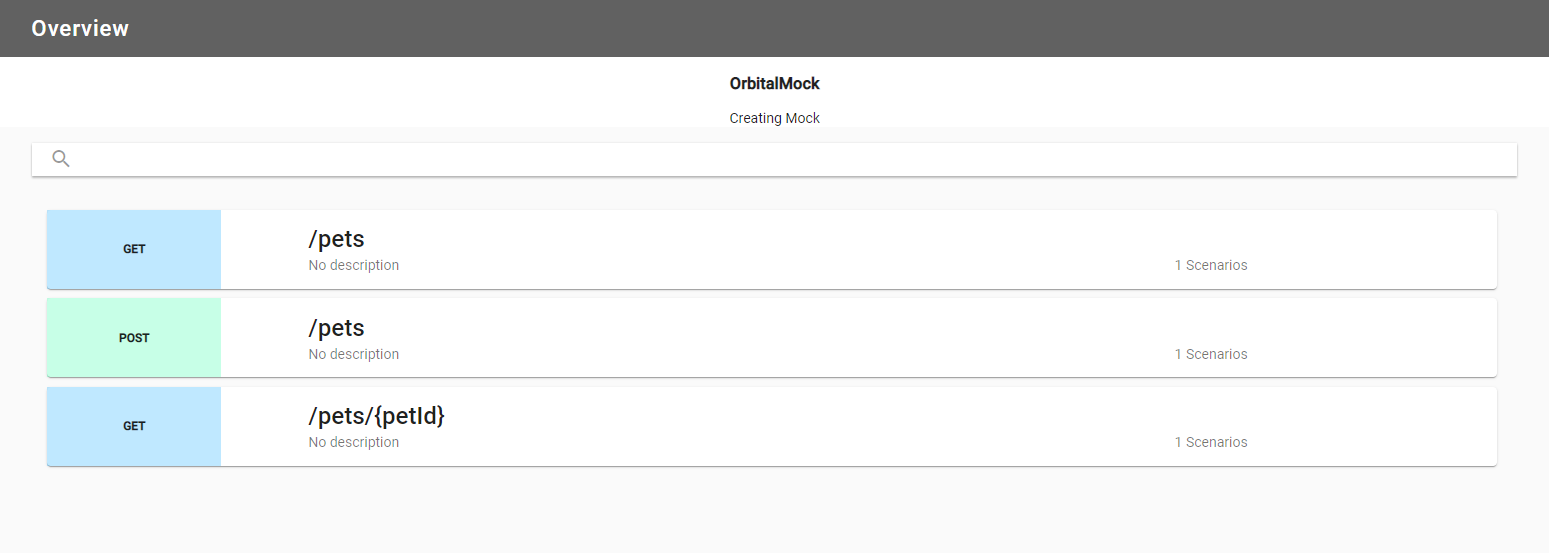 Overview
OrbitalMock
Creating Mock
GET
/pets
No description
1 Scenarios
POST
/pets
No description
1 Scenarios
GET
/pets/{petId}
No description
1 Scenarios